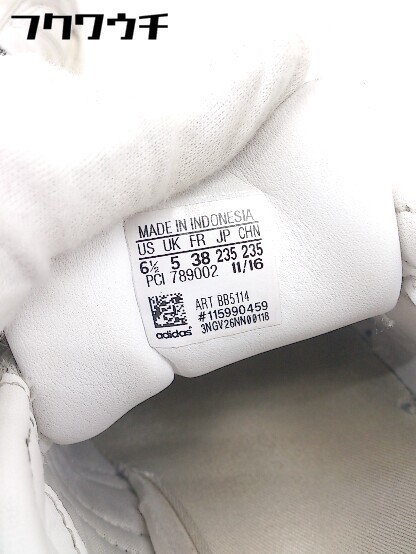 フクワウチ
MADE IN INDONESIA
US UK FR JP CHN
6½ 5 38 235 235
PCI 789002 11/16
ART BB5114
#115990459
adidas 3NGV26NN00118